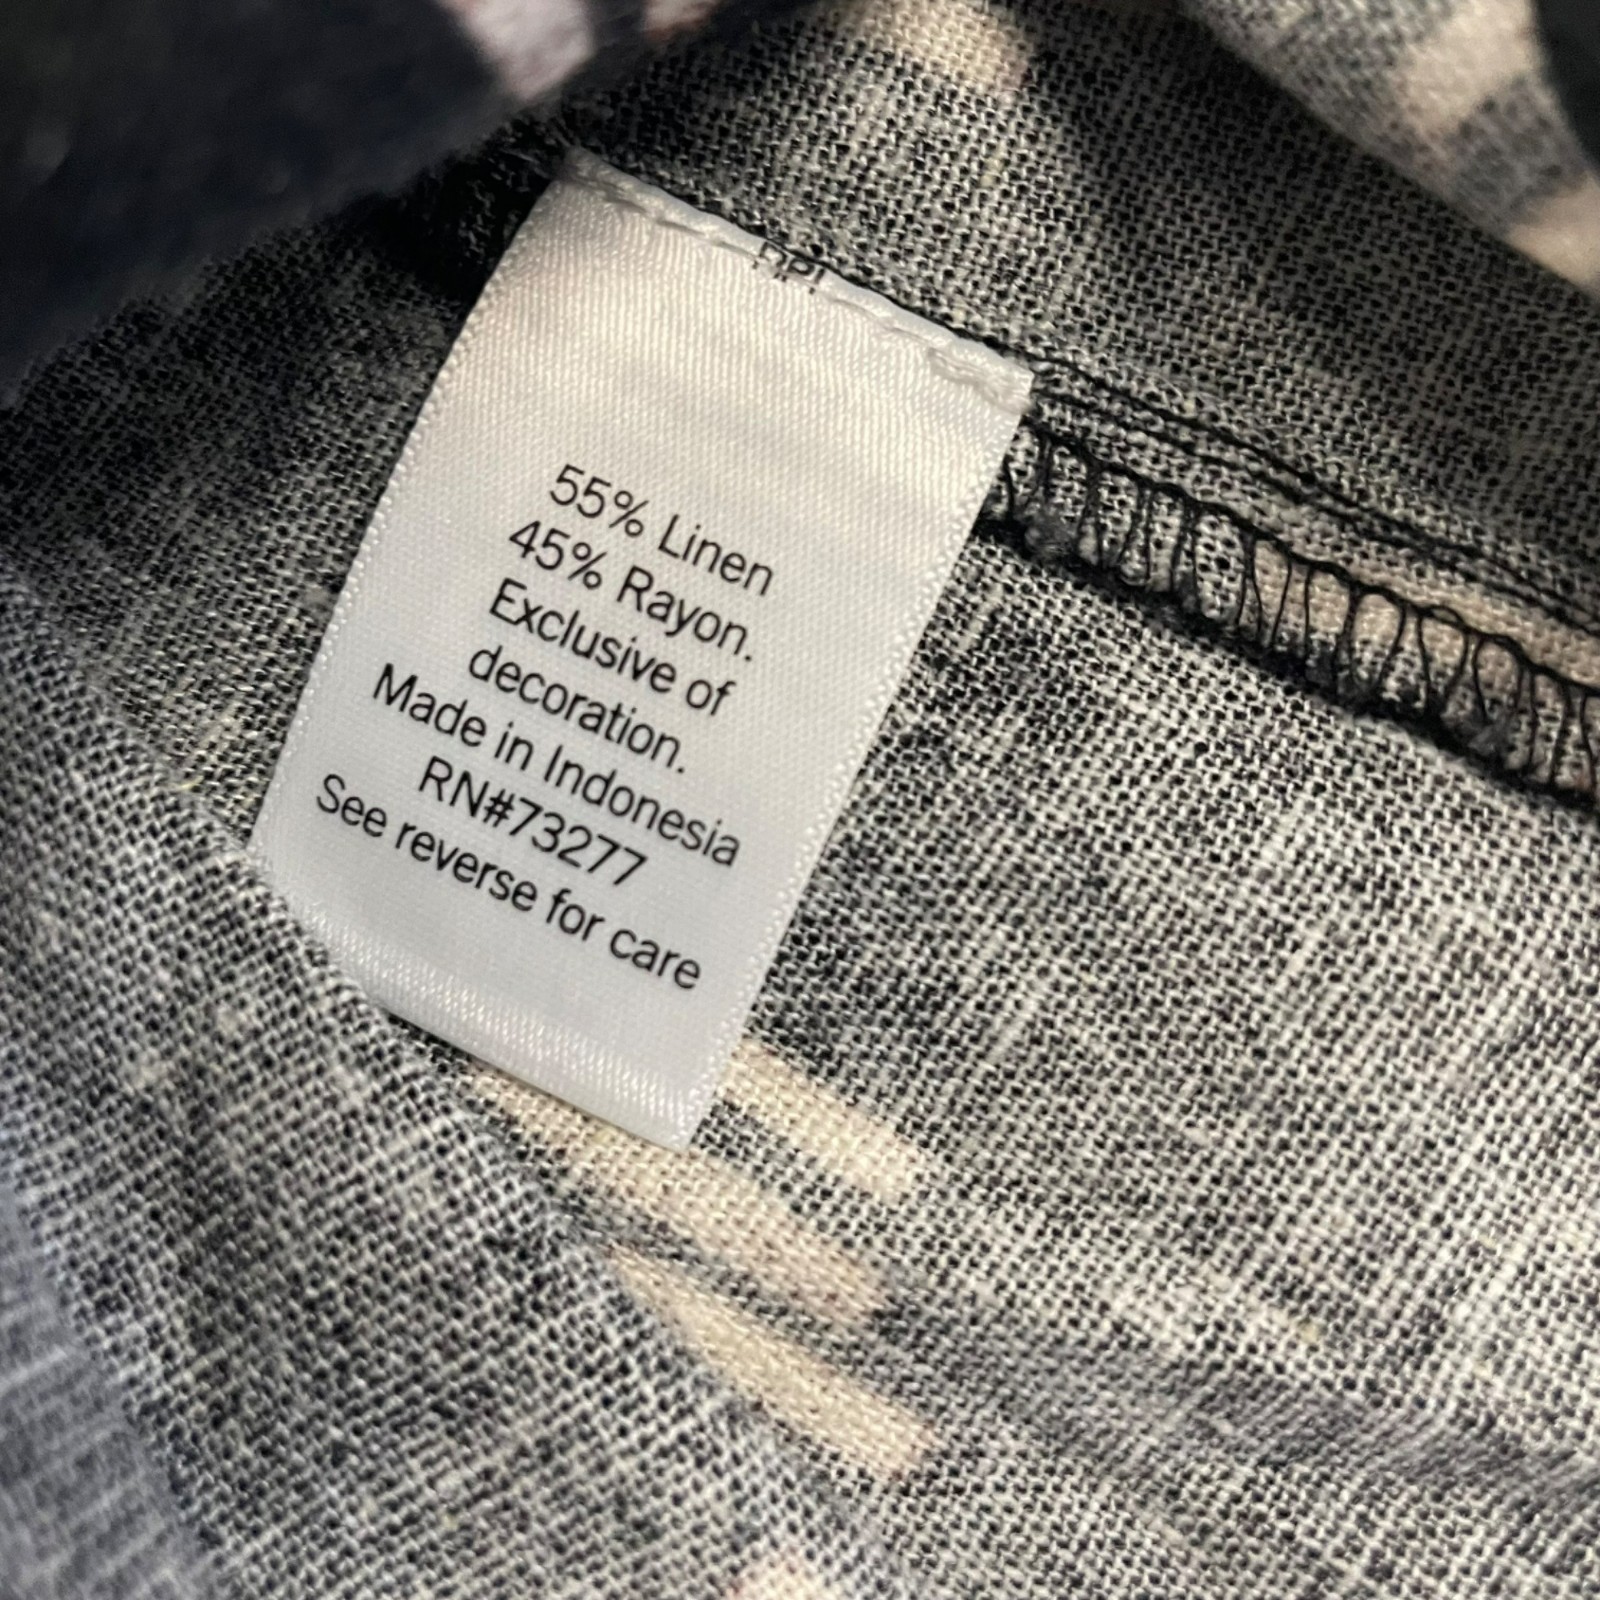 55% Linen
45% Rayon.
Exclusive of
decoration.
Made in Indonesia
RN#73277
See reverse for care